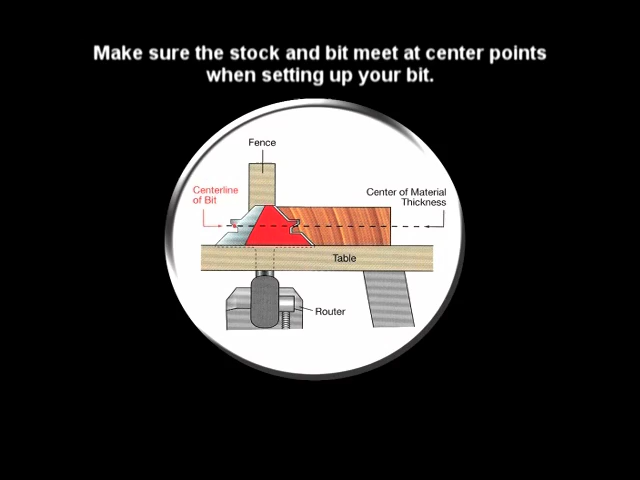 Make sure the stock and bit meet at center points
when setting up your bit.
Fence
Centerline
of Bit
Center of Material
Thickness
Table
Router